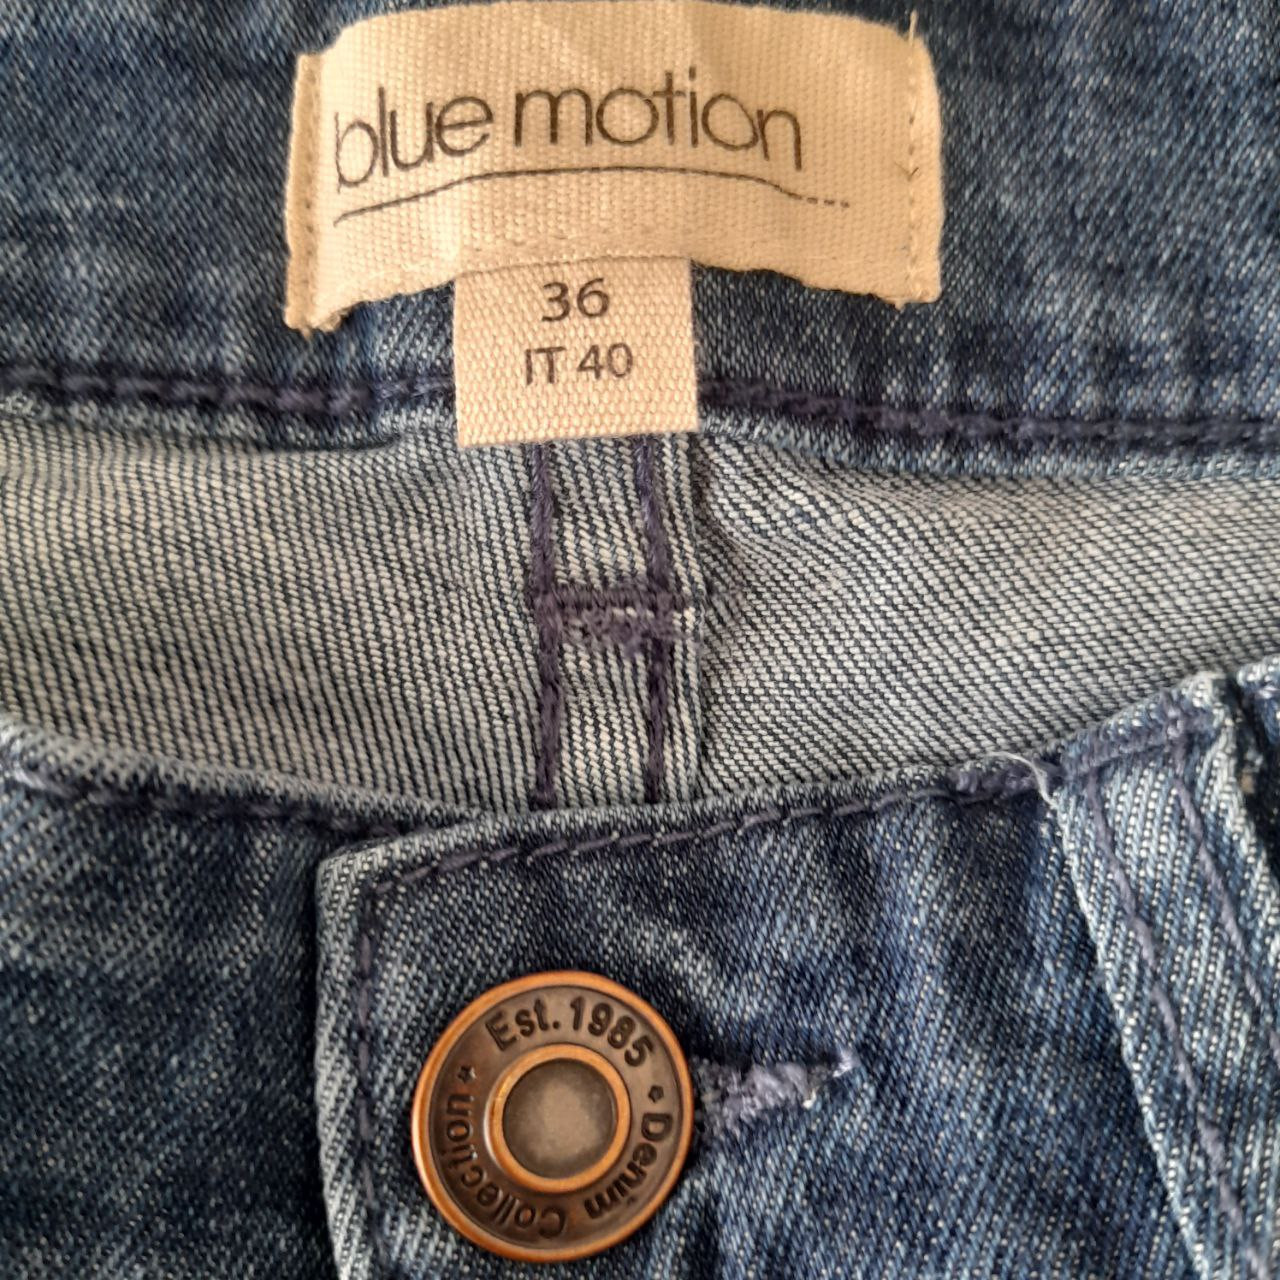 blue motion
36
IT 40
Est. 1985
Denim Collection